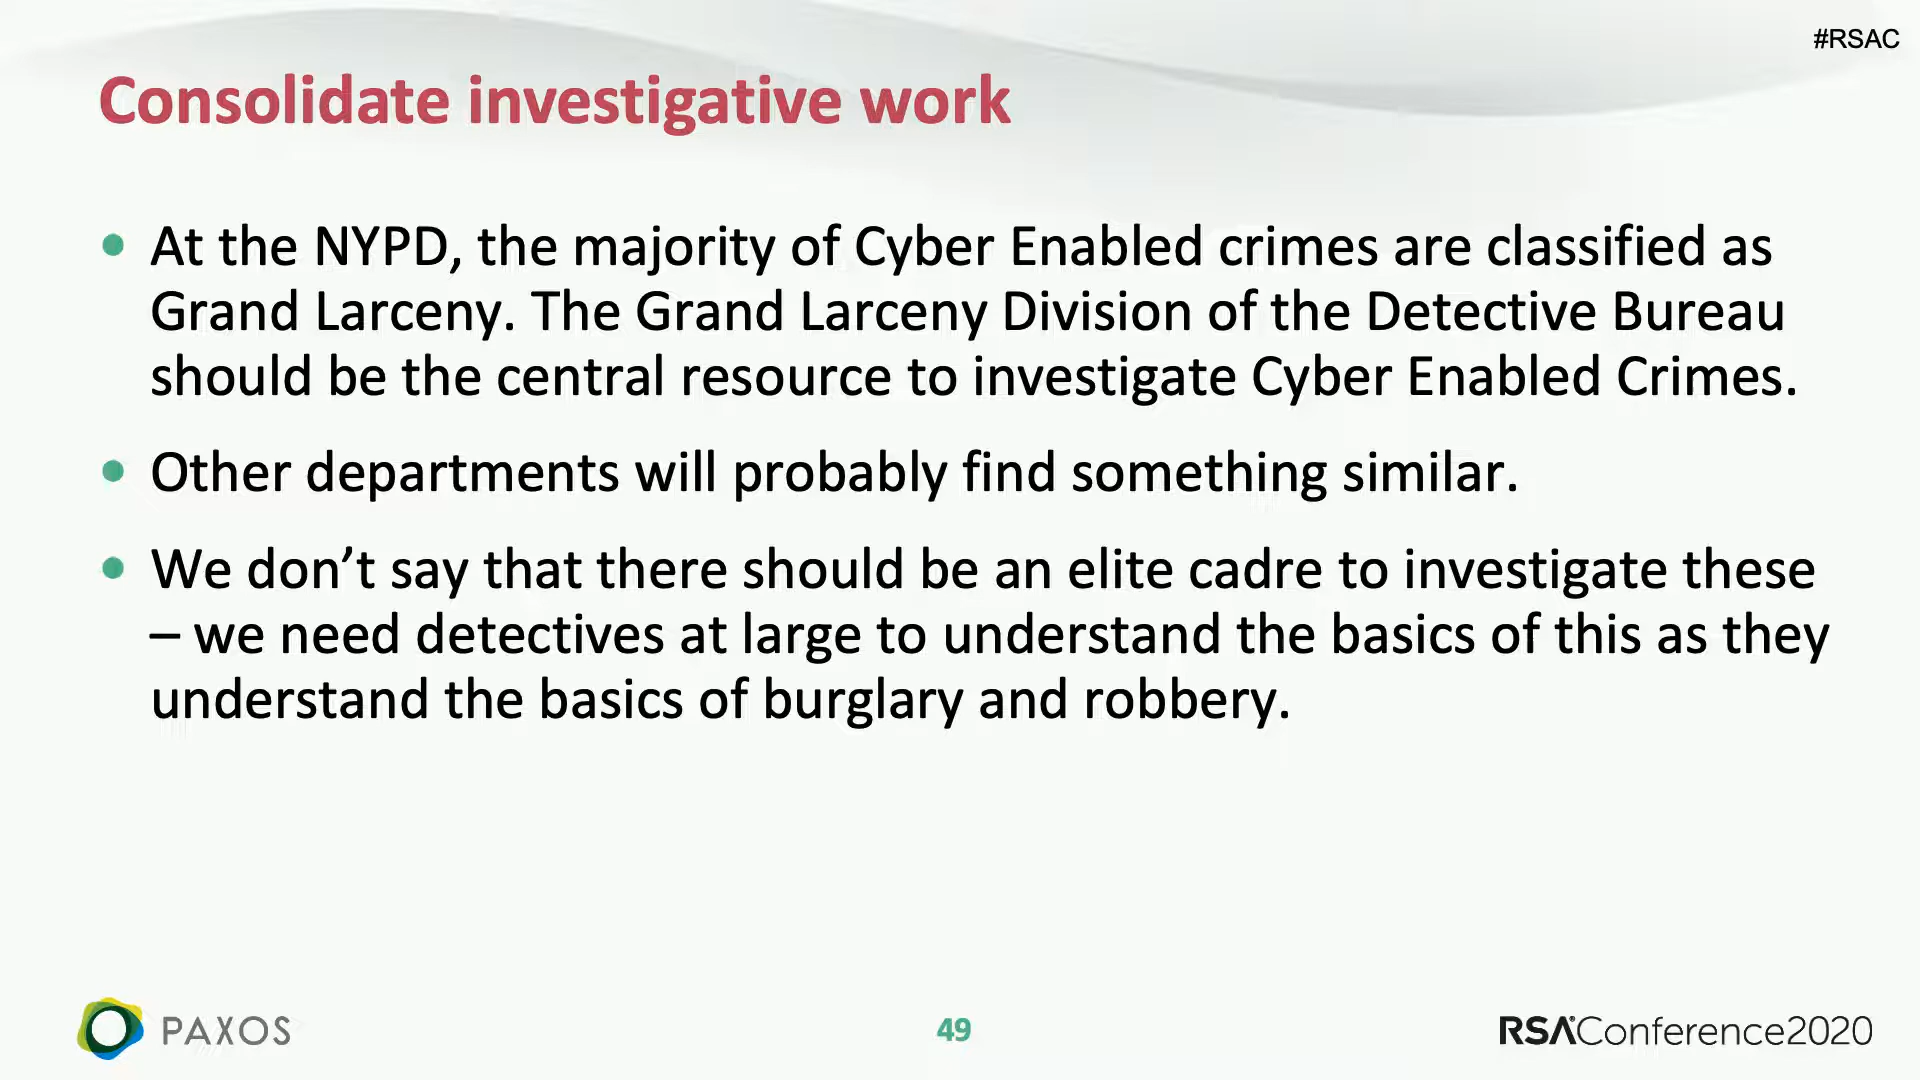 #RSAC
Consolidate investigative work
• At the NYPD, the majority of Cyber Enabled crimes are classified as
Grand Larceny. The Grand Larceny Division of the Detective Bureau
should be the central resource to investigate Cyber Enabled Crimes.
• Other departments will probably find something similar.
• We don’t say that there should be an elite cadre to investigate these
– we need detectives at large to understand the basics of this as they
understand the basics of burglary and robbery.
PAXOS
49
RSAConference2020